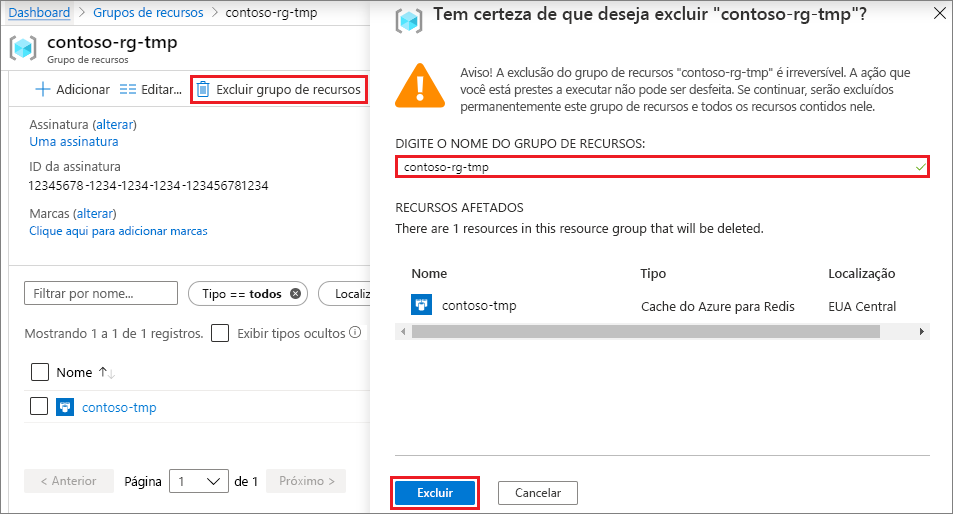 Dashboard > Grupos de recursos > contoso-rg-tmp
contoso-rg-tmp
Grupo de recursos
Adicionar Editar... Excluir grupo de recursos
Assinatura (alterar)
Uma assinatura
ID da assinatura
12345678-1234-1234-1234-123456781234
Marcas (alterar)
Clique aqui para adicionar marcas
Filtrar por nome... Tipo == todos Localiz
Mostrando 1 a 1 de 1 registros. Exibir tipos ocultos
Nome
contoso-tmp
< Anterior Página 1 de 1 Próximo >
Tem certeza de que deseja excluir "contoso-rg-tmp"?
Aviso! A exclusão do grupo de recursos "contoso-rg-tmp" é irreversível. A ação que
você está prestes a executar não pode ser desfeita. Se continuar, serão excluídos
permanentemente este grupo de recursos e todos os recursos contidos nele.
DIGITE O NOME DO GRUPO DE RECURSOS:
contoso-rg-tmp
RECURSOS AFETADOS
There are 1 resources in this resource group that will be deleted.
Nome Tipo Localização
contoso-tmp Cache do Azure para Redis EUA Central
Excluir Cancelar